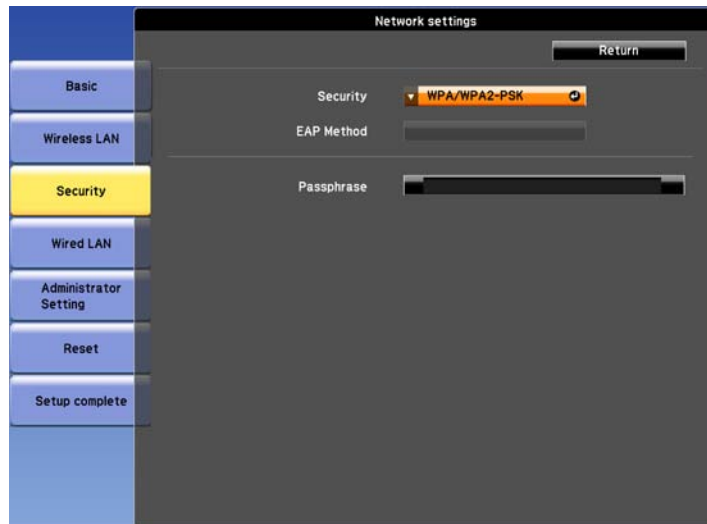 Network settings
Return
Basic
Wireless LAN
Security
Wired LAN
Administrator
Setting
Reset
Setup complete
Security
WPA/WPA2-PSK
EAP Method
Passphrase